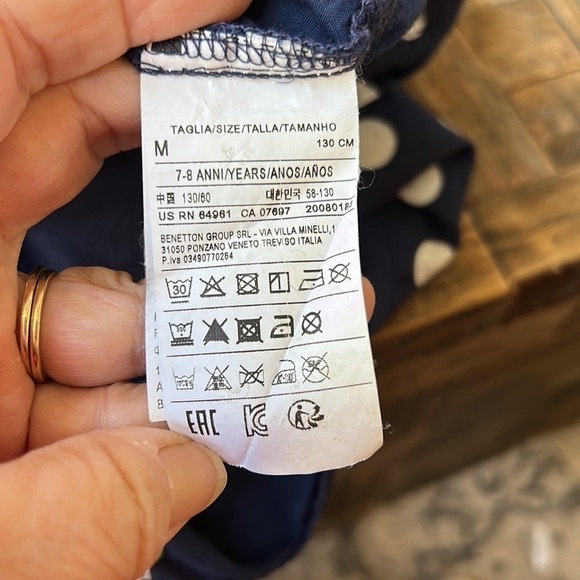 TAGLIA/SIZE/TALLA/TAMANHO
M 130 CM
7-8 ANNI/YEARS/ANOS/AÑOS
中国 130/60 대한민국 58-130
US RN 64961 CA 07697
BENETTON GROUP SRL - VIA VILLA MINELLI,1
31050 PONZANO VENETO TREVISO ITALIA
P.Iva 03490770264
30
EAC KC